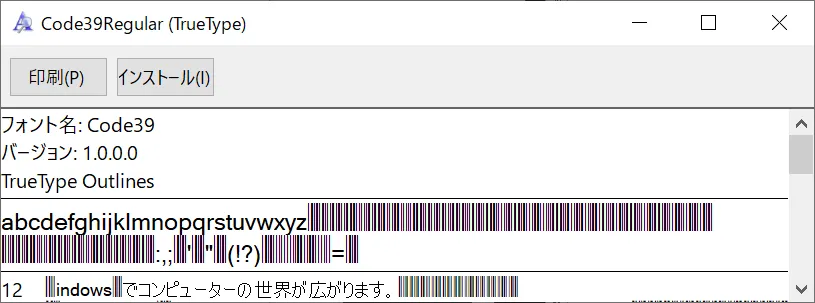 Code39Regular (TrueType)
印刷(P)
インストール(I)
フォント名: Code39
バージョン: 1.0.0.0
TrueType Outlines
abcdefghijklmnopqrstuvwxyz
:,; ' " (!?) =
12 indows でコンピューターの世界が広がります。